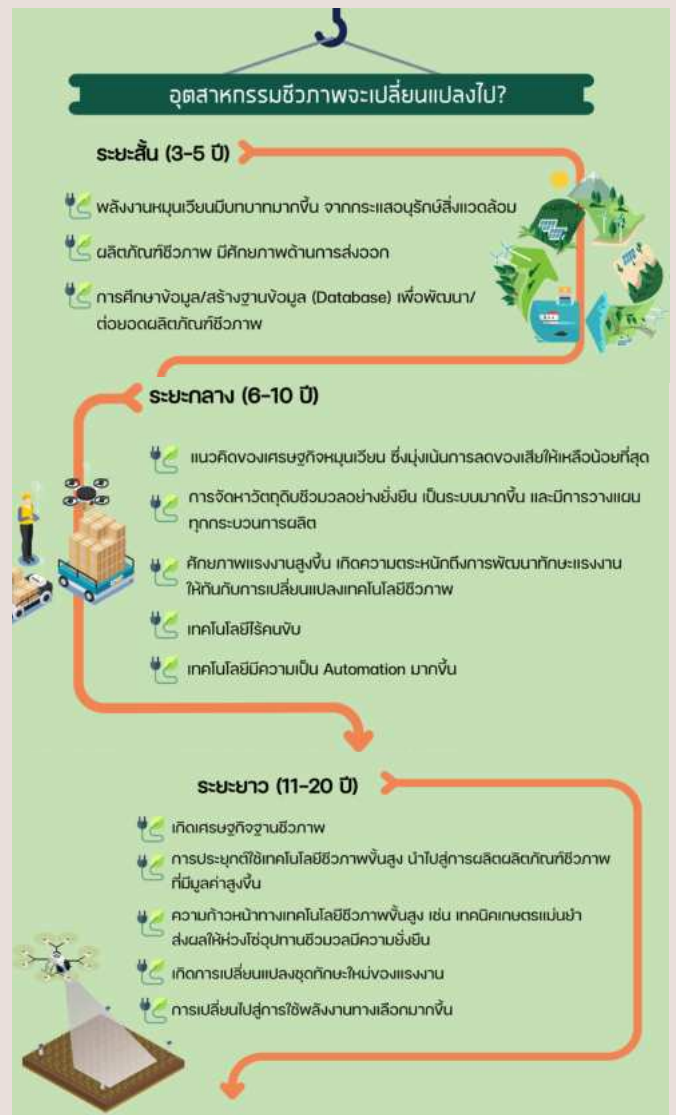 อุตสาหกรรมชีวภาพจะเปลี่ยนแปลงไป?
ระยะสั้น (3-5 ปี)
พลังงานหมุนเวียนมีบทบาทมากขึ้น จากกระแสอนุรักษ์สิ่งแวดล้อม
ผลิตภัณฑ์ชีวภาพ มีศักยภาพด้านการส่งออก
การศึกษาข้อมูล/สร้างฐานข้อมูล (Database) เพื่อพัฒนา/
ต่อยอดผลิตภัณฑ์ชีวภาพ
ระยะกลาง (6-10 ปี)
แนวคิดของเศรษฐกิจหมุนเวียน ซึ่งมุ่งเน้นการลดของเสียให้เหลือน้อยที่สุด
การจัดหาวัตถุดิบชีวมวลอย่างยั่งยืน เป็นระบบมากขึ้น และมีการวางแผน
ทุกกระบวนการผลิต
ศักยภาพแรงงานสูงขึ้น เกิดความตระหนักถึงการพัฒนาทักษะแรงงาน
ให้ทันกับการเปลี่ยนแปลงเทคโนโลยีชีวภาพ
เทคโนโลยีไร้คนขับ
เทคโนโลยีมีความเป็น Automation มากขึ้น
ระยะยาว (11-20 ปี)
เกิดเศรษฐกิจฐานชีวภาพ
การประยุกต์ใช้เทคโนโลยีชีวภาพขั้นสูง นำไปสู่การผลิตผลิตภัณฑ์ชีวภาพ
ที่มีมูลค่าสูงขึ้น
ความก้าวหน้าทางเทคโนโลยีชีวภาพขั้นสูง เช่น เทคนิคเกษตรแม่นยำ
ส่งผลให้ห่วงโซ่อุปทานชีวมวลมีความยั่งยืน
เกิดการเปลี่ยนแปลงชุดทักษะใหม่ของแรงงาน
การเปลี่ยนไปสู่การใช้พลังงานทางเลือกมากขึ้น